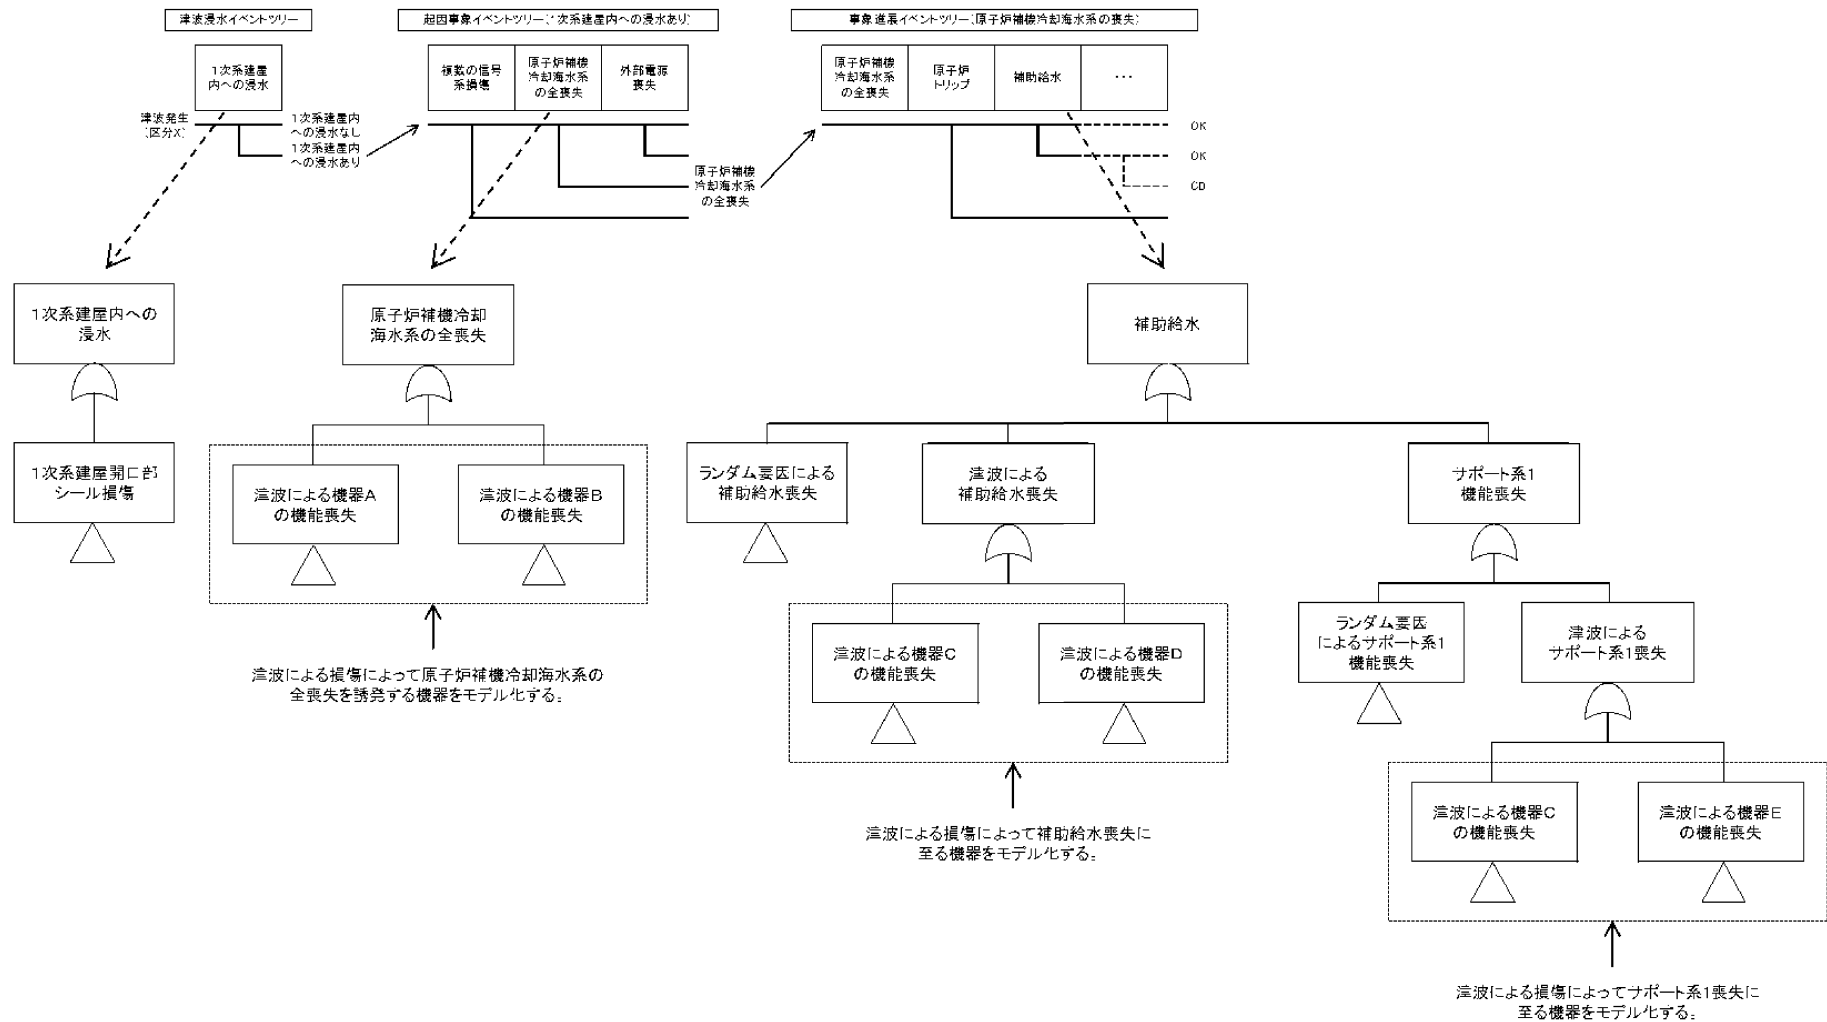 津波浸水イベントツリー
起因事象イベントツリー(1次系建屋内への浸水あり)
事象進展イベントツリー(原子炉補機冷却海水系の喪失)
1次系建屋
内への浸水
複数の信号
系損傷
原子炉補機
冷却海水系
の全喪失
外部電源
喪失
原子炉補機
冷却海水系
の全喪失
原子炉
トリップ
補助給水
・・・
津波発生
(区分X)
1次系建屋内
への浸水なし
1次系建屋内
への浸水あり
原子炉補機
冷却海水系
の全喪失
OK
OK
CD
1次系建屋内への
浸水
原子炉補機冷却
海水系の全喪失
補助給水
1次系建屋開口部
シール損傷
津波による機器A
の機能喪失
津波による機器B
の機能喪失
津波による損傷によって原子炉補機冷却海水系の
全喪失を誘発する機器をモデル化する。
ランダム要因による
補助給水喪失
津波による
補助給水喪失
サポート系1
機能喪失
津波による機器C
の機能喪失
津波による機器D
の機能喪失
津波による損傷によって補助給水喪失に
至る機器をモデル化する。
ランダム要因
によるサポート系1
機能喪失
津波による
サポート系1喪失
津波による機器C
の機能喪失
津波による機器E
の機能喪失
津波による損傷によってサポート系1喪失に
至る機器をモデル化する。